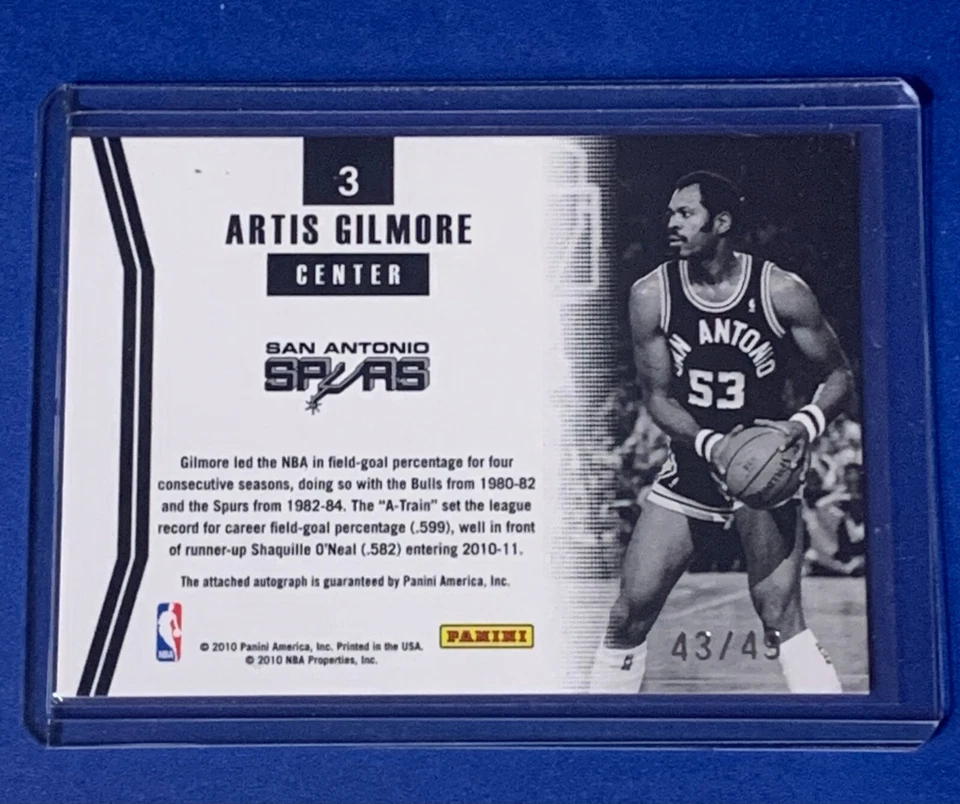 3
ARTIS GILMORE
CENTER
SAN ANTONIO
SPURS
Gilmore led the NBA in field-goal percentage for four
consecutive seasons, doing so with the Bulls from 1980-82
and the Spurs from 1982-84. The “A-Train” set the league
record for career field-goal percentage (.599), well in front
of runner-up Shaquille O'Neal (.582) entering 2010-11.
The attached autograph is guaranteed by Panini America, Inc.
NBA
© 2010 Panini America, Inc. Printed in the USA.
© 2010 NBA Properties, Inc.
PANINI
SAN ANTONIO
53
43/49